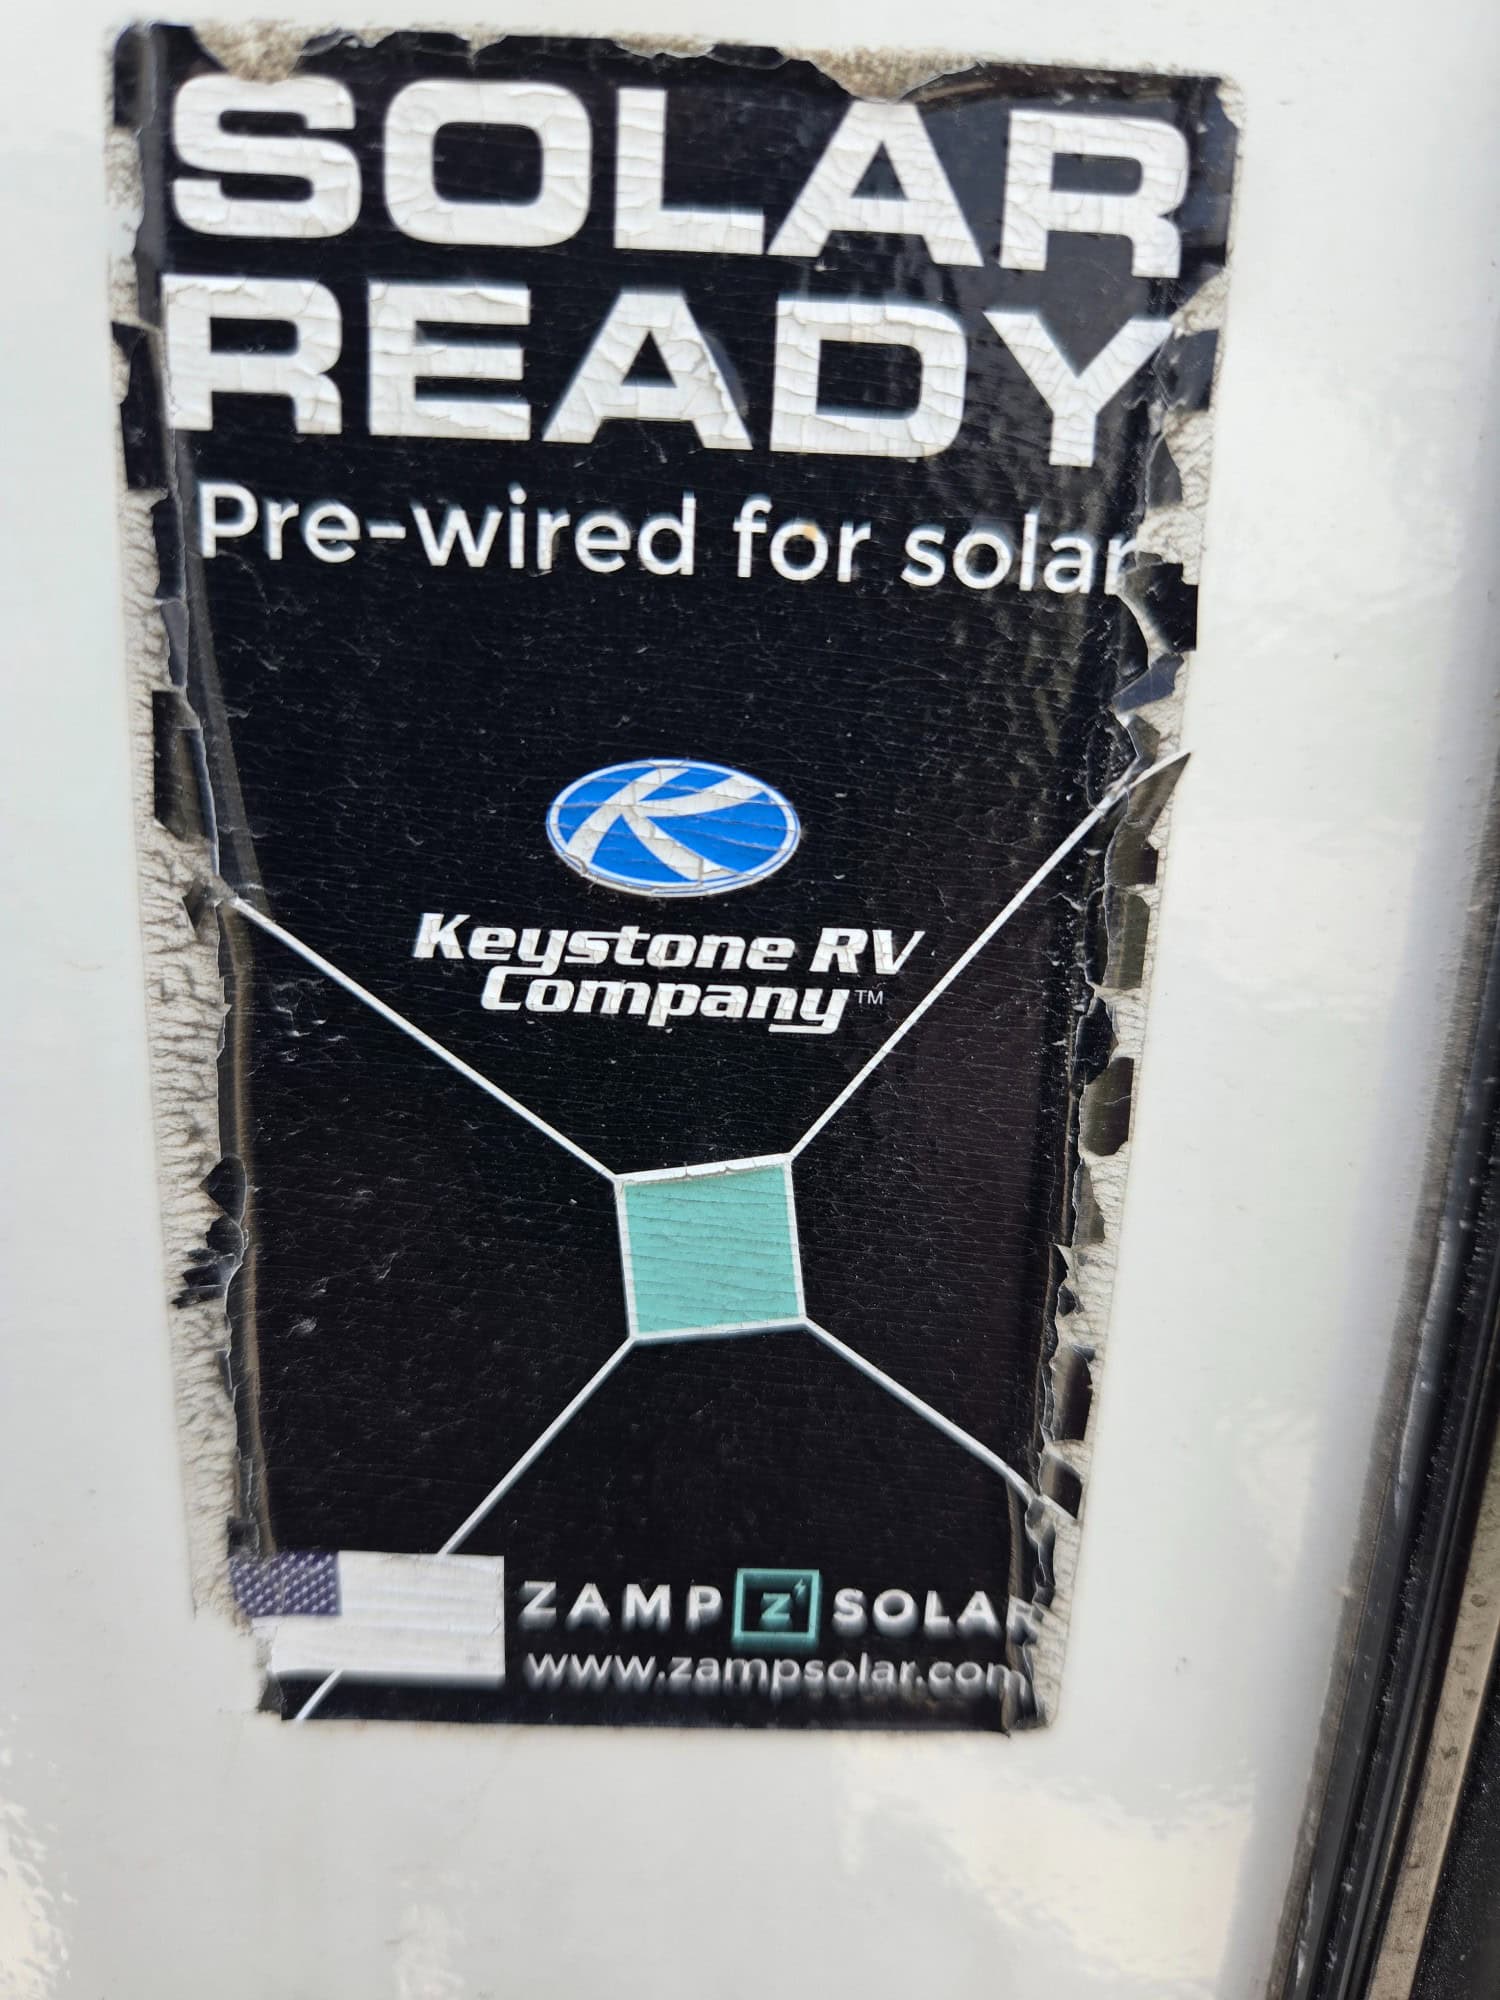 SOLAR
READY
Pre-wired for solar
K
Keystone RV
Company™
ZAMP Z SOLAR
www.zampsolar.com